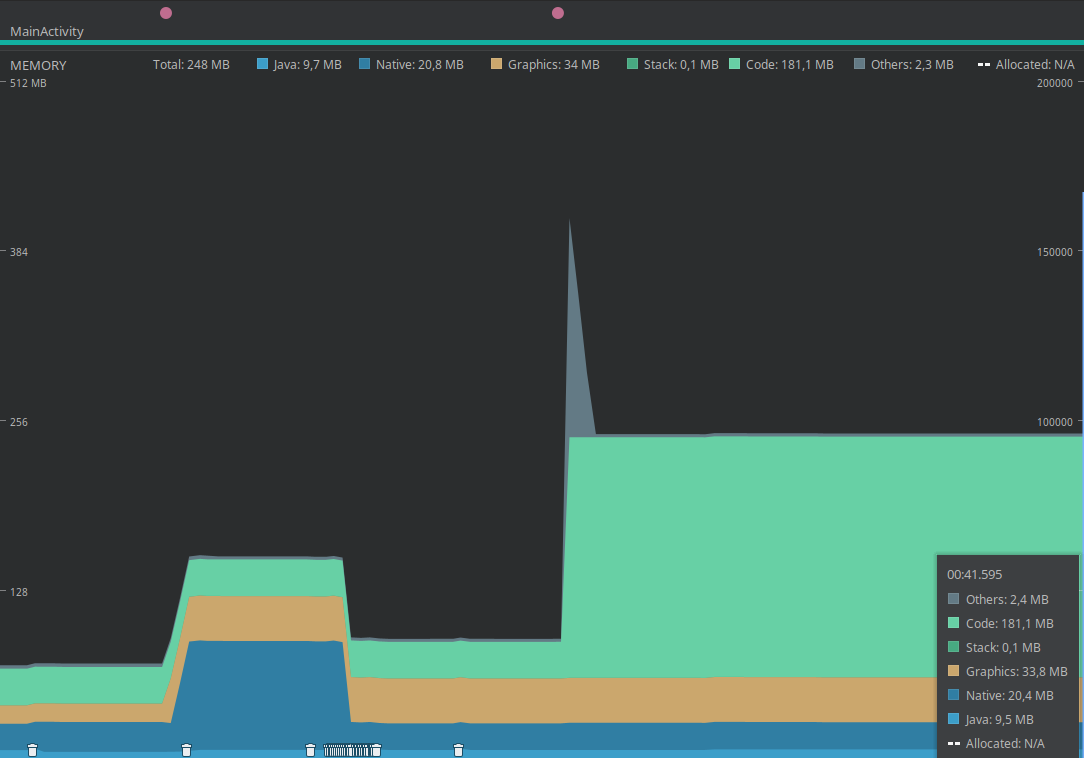 MainActivity
MEMORY Total: 248 MB Java: 9,7 MB Native: 20,8 MB Graphics: 34 MB Stack: 0,1 MB Code: 181,1 MB Others: 2,3 MB Allocated: N/A
512 MB 200000
384 150000
256 100000
128
00:41.595
Others: 2,4 MB
Code: 181,1 MB
Stack: 0,1 MB
Graphics: 33,8 MB
Native: 20,4 MB
Java: 9,5 MB
Allocated: N/A